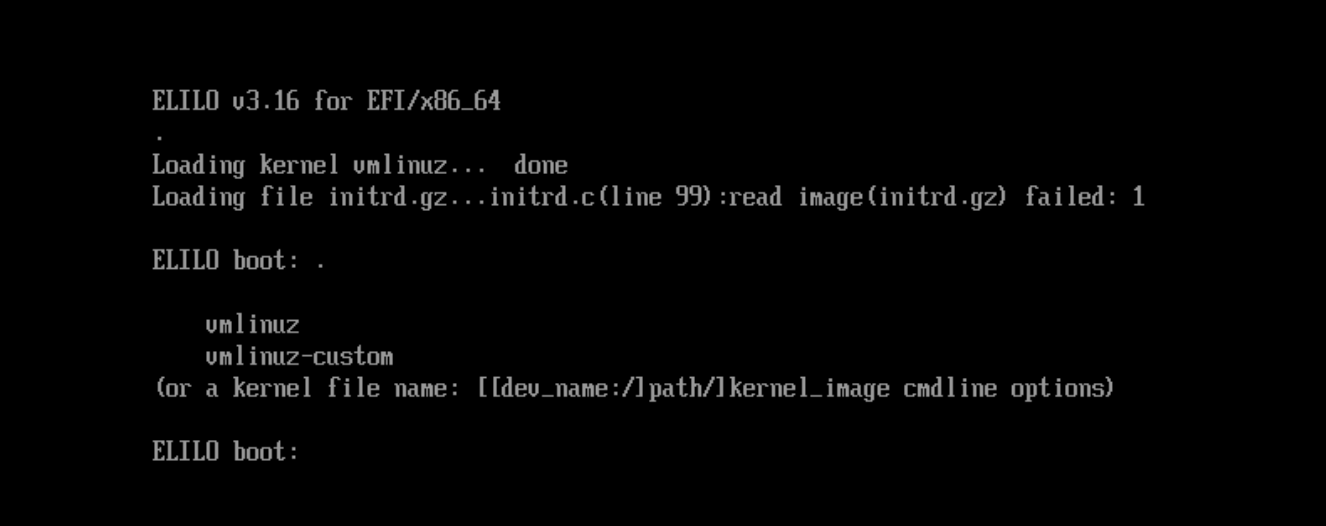 ELILO v3.16 for EFI/x86_64
.
Loading kernel vmlinuz...  done
Loading file initrd.gz...initrd.c(line 99):read image(initrd.gz) failed: 1
ELILO boot: .
vmlinuz
vmlinuz-custom
(or a kernel file name: [[dev_name:/]path/]kernel_image cmdline options)
ELILO boot: